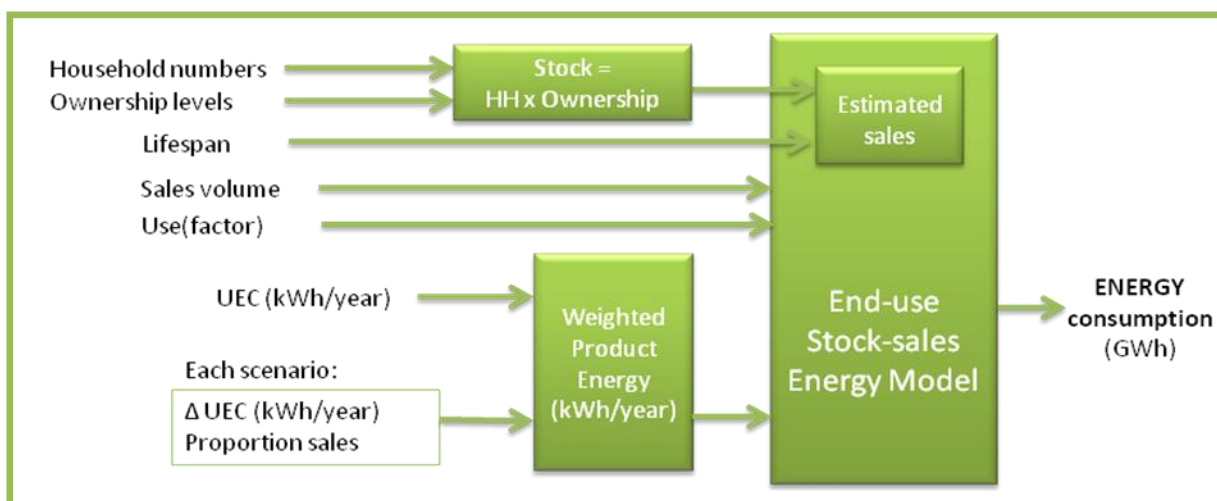 Household numbers
Ownership levels
Stock =
HH x Ownership
Lifespan
Estimated
sales
Sales volume
Use(factor)
UEC (kWh/year)
Weighted
Product
Energy
(kWh/year)
Each scenario:
Δ UEC (kWh/year)
Proportion sales
End-use
Stock-sales
Energy Model
ENERGY
consumption
(GWh)